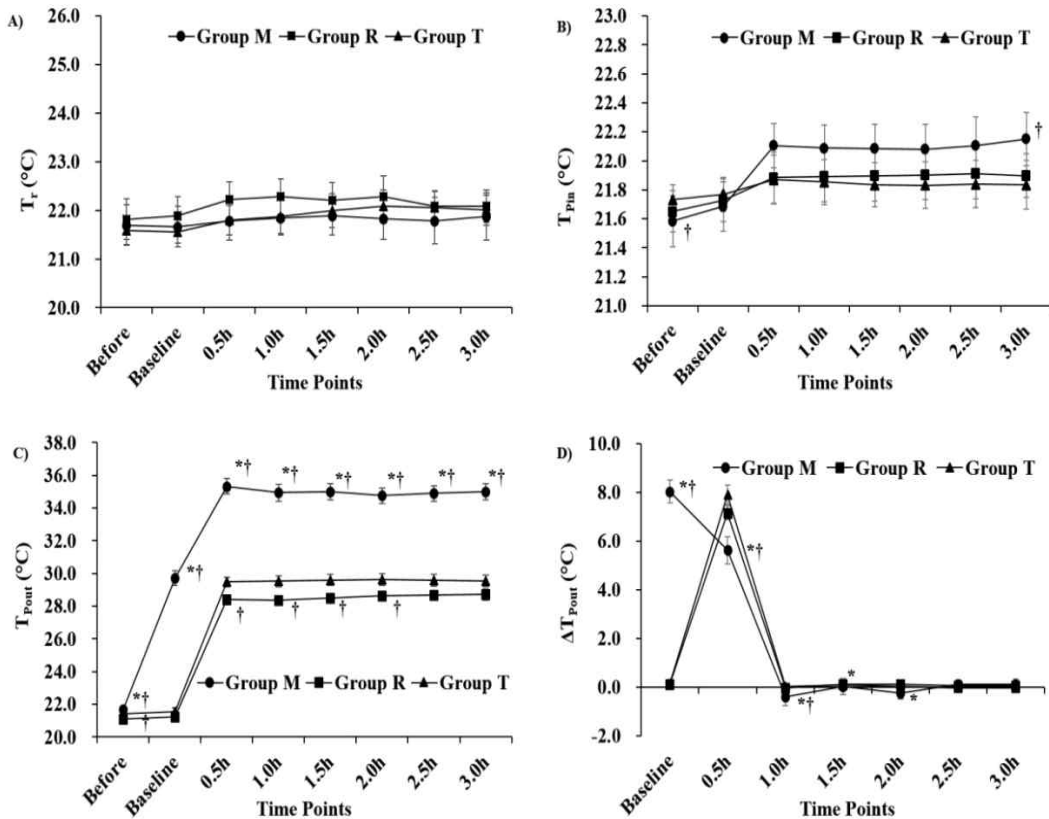 A)
26.0
25.0
24.0
23.0
22.0
21.0
20.0
T_r (°C)
Group M Group R Group T
Before Baseline 0.5h 1.0h 1.5h 2.0h 2.5h 3.0h
Time Points
B)
23.0
22.8
22.6
22.4
22.2
22.0
21.8
21.6
21.4
21.2
21.0
T_Pin (°C)
Group M Group R Group T
†
†
Before Baseline 0.5h 1.0h 1.5h 2.0h 2.5h 3.0h
Time Points
C)
38.0
36.0
34.0
32.0
30.0
28.0
26.0
24.0
22.0
20.0
T_Pout (°C)
*† *† *† *† *† *†
*†
† † † †
Group M Group R Group T
*†
†
Before Baseline 0.5h 1.0h 1.5h 2.0h 2.5h 3.0h
Time Points
D)
10.0
8.0
6.0
4.0
2.0
0.0
-2.0
ΔT_Pout (°C)
Group M Group R Group T
*†
*†
*
*† *
Baseline 0.5h 1.0h 1.5h 2.0h 2.5h 3.0h
Time Points